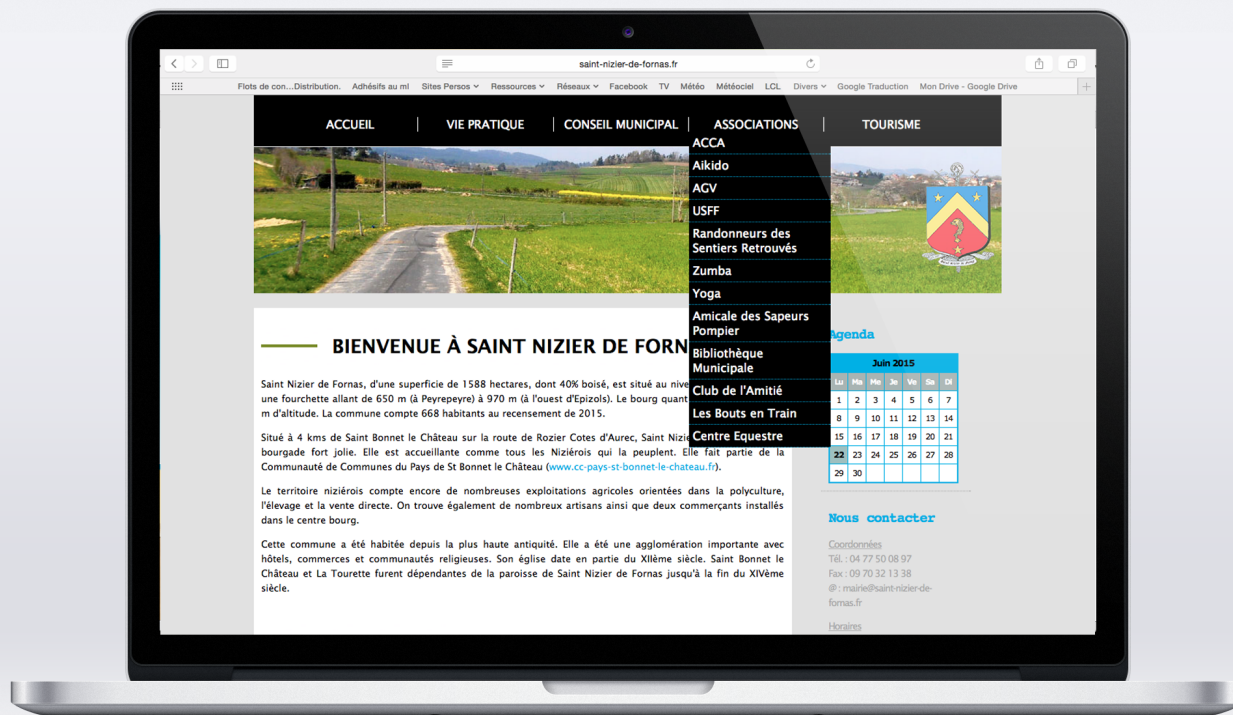 saint-nizier-de-fornas.fr
Flots de con...Distribution. Adhésifs au ml Sites Persos Ressources Réseaux Facebook TV Météo Météociel LCL Divers Google Traduction Mon Drive - Google Drive
ACCUEIL VIE PRATIQUE CONSEIL MUNICIPAL ASSOCIATIONS TOURISME
ACCA
Aikido
AGV
USFF
Randonneurs des
Sentiers Retrouvés
Zumba
Yoga
Amicale des Sapeurs
Pompier
Bibliothèque
Municipale
Club de l'Amitié
Les Bouts en Train
Centre Equestre
BIENVENUE À SAINT NIZIER DE FORN
Saint Nizier de Fornas, d'une superficie de 1588 hectares, dont 40% boisé, est situé au nive
une fourchette allant de 650 m (à Peyrepeyre) à 970 m (à l'ouest d'Epizols). Le bourg quant
m d'altitude. La commune compte 668 habitants au recensement de 2015.
Situé à 4 kms de Saint Bonnet le Château sur la route de Rozier Cotes d'Aurec, Saint Nizie
bourgade fort jolie. Elle est accueillante comme tous les Niziérois qui la peuplent. Elle fait partie de la
Communauté de Communes du Pays de St Bonnet le Château (www.cc-pays-st-bonnet-le-chateau.fr).
Le territoire niziérois compte encore de nombreuses exploitations agricoles orientées dans la polyculture,
l'élevage et la vente directe. On trouve également de nombreux artisans ainsi que deux commerçants installés
dans le centre bourg.
Cette commune a été habitée depuis la plus haute antiquité. Elle a été une agglomération importante avec
hôtels, commerces et communautés religieuses. Son église date en partie du XIIème siècle. Saint Bonnet le
Château et La Tourette furent dépendantes de la paroisse de Saint Nizier de Fornas jusqu'à la fin du XIVème
siècle.
Agenda
Juin 2015
Lu Ma Me Je Ve Sa Di
1 2 3 4 5 6 7
8 9 10 11 12 13 14
15 16 17 18 19 20 21
22 23 24 25 26 27 28
29 30
Nous contacter
Coordonnées
Tél. : 04 77 50 08 97
Fax : 09 70 32 13 38
@ : mairie@saint-nizier-de-
fornas.fr
Horaires